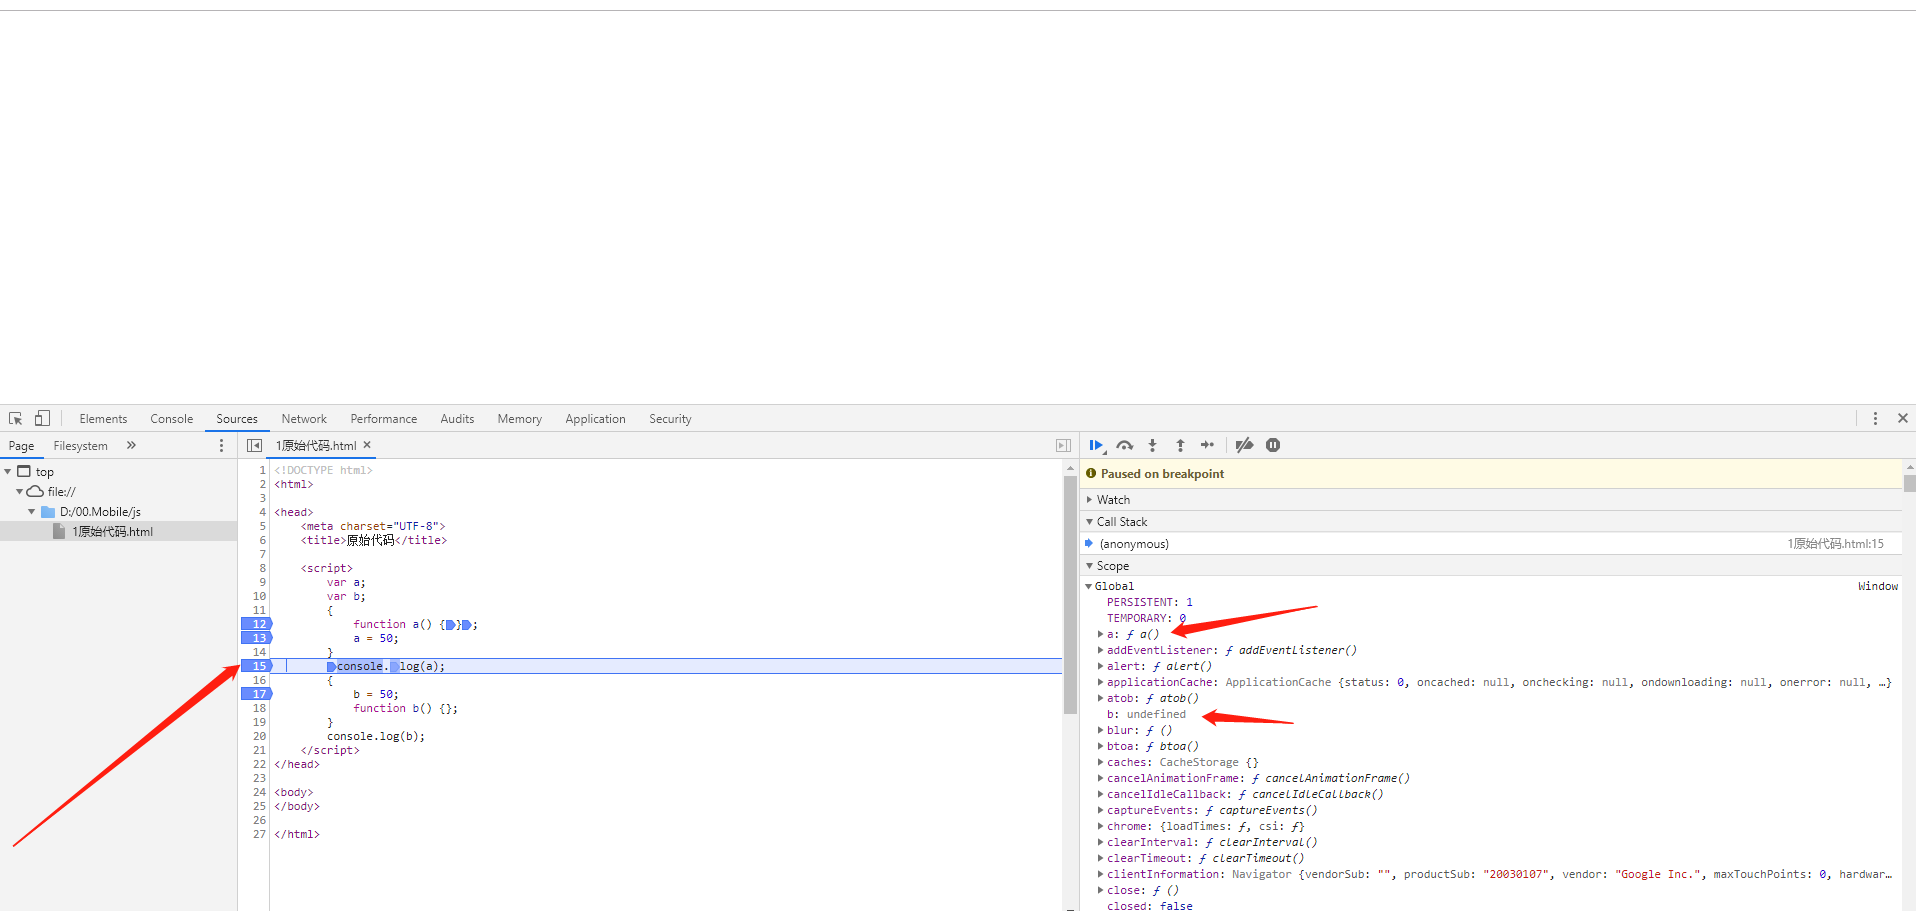 Elements Console Sources Network Performance Audits Memory Application Security
Page Filesystem »
1原始代码.html ×
top
file://
D:/00.Mobile/js
1原始代码.html
1 <!DOCTYPE html>
2 <html>
3
4 <head>
5 <meta charset="UTF-8">
6 <title>原始代码</title>
7
8 <script>
9 var a;
10 var b;
11 {
12 function a() {};
13 a = 50;
14 }
15 console.log(a);
16 {
17 b = 50;
18 function b() {};
19 }
20 console.log(b);
21 </script>
22 </head>
23
24 <body>
25 </body>
26
27 </html>
Paused on breakpoint
Watch
Call Stack
(anonymous) 1原始代码.html:15
Scope
Global Window
PERSISTENT: 1
TEMPORARY: 0
a: ƒ a()
addEventListener: ƒ addEventListener()
alert: ƒ alert()
applicationCache: ApplicationCache {status: 0, oncached: null, onchecking: null, ondownloading: null, onerror: null, …}
atob: ƒ atob()
b: undefined
blur: ƒ ()
btoa: ƒ btoa()
caches: CacheStorage {}
cancelAnimationFrame: ƒ cancelAnimationFrame()
cancelIdleCallback: ƒ cancelIdleCallback()
captureEvents: ƒ captureEvents()
chrome: {loadTimes: ƒ, csi: ƒ}
clearInterval: ƒ clearInterval()
clearTimeout: ƒ clearTimeout()
clientInformation: Navigator {vendorSub: "", productSub: "20030107", vendor: "Google Inc.", maxTouchPoints: 0, hardwar…
close: ƒ ()
closed: false